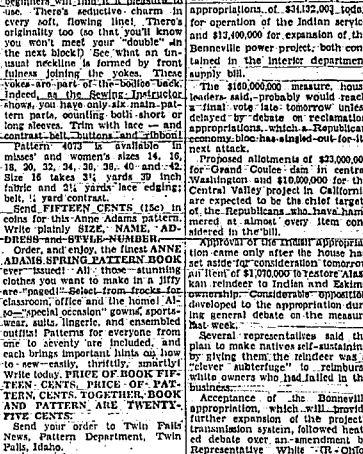 beginners will find it a pleasure to
use. There's seductive charm in
every soft, flowing line! There's
originality too so that you'll know
you won't meet your "double" in
the next block! See what an un-
usual neckline is formed by front
fulness joining the yokes. These
yokes are part of the bodice back.
Indeed, as the Sewing Instructor
shows, you have only six main pat-
tern parts, counting both short or
long sleeves. Trim with lace — and
contrast belt, buttons and ribbon!
Pattern 4073 is available in
misses' and women's sizes 14, 16,
18, 20, 32, 34, 36, 38, 40 and 42.
Size 16 takes 3½ yards 39 inch
fabric and 2¼ yards lace edging;
belt, ¼ yard contrast.
Send FIFTEEN CENTS (15c) in
coins for this Anne Adams pattern.
Write plainly SIZE, NAME, AD-
DRESS and STYLE NUMBER.
Order, and enjoy, the finest ANNE
ADAMS SPRING PATTERN BOOK
ever issued! All those stunning
clothes you want to make in a jiffy
are "paged"! Select from frocks for
classroom, office and the home! Al-
so "special occasion" gowns, sports-
wear, suits, lingerie, and ensembled
outfits! Patterns for everyone from
one to seventy are included, and
each brings important hints on how
to sew easily, thriftily, smartly!
Write today. PRICE OF BOOK FIF-
TEEN CENTS. PRICE OF PAT-
TERN, CENTS. TOGETHER, BOOK
AND PATTERN ARE TWENTY-
FIVE CENTS.
Send your order to Twin Falls
News, Pattern Department, Twin
Falls, Idaho.
appropriations of $34,132,003 today
for operation of the Indian service
and $13,400,000 for expansion of the
Bonneville power project, both con-
tained in the interior department
supply bill.
The $160,000,000 measure, house
leaders said, probably would reach
a final vote late tomorrow unless
delayed by debate on reclamation
appropriations, which a Republican
economy bloc has singled out for its
next attack.
Proposed allotments of $23,000,000
for Grand Coulee dam in central
Washington and $10,000,000 for the
Central Valley project in California
are expected to be the chief targets
of the Republicans who have ham-
mered at almost every item con-
sidered in the bill.
Approval of the Indian appropria-
tion came only after the house had
set aside for consideration tomorrow
an item of $1,070,000 to restore Alas-
kan reindeer to Indian and Eskimo
ownership. Considerable opposition
developed to the appropriation dur-
ing general debate on the measure
last week.
Several representatives said the
plan to make natives self-sustaining
by giving them the reindeer was a
"clever subterfuge" to reimburse
white owners who had failed in the
business.
Acceptance of the Bonneville
appropriation, which will provide
further expansion of the project
transmission system, followed heat-
ed debate over an amendment by
Representative White (R-Ohio)